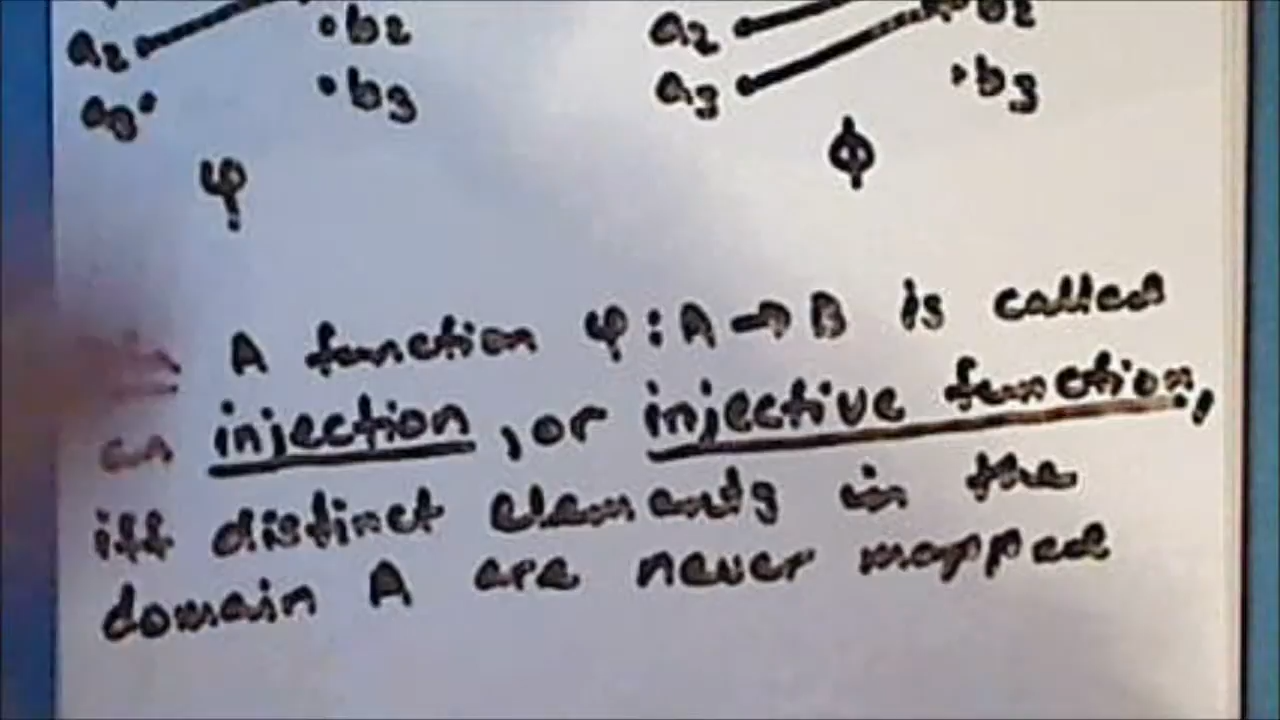 a2 b2 a2 b2
a3 b3 a3 b3
φ ϕ
A function φ : A → B is called
an injection, or injective function,
iff distinct elements in the
domain A are never mapped